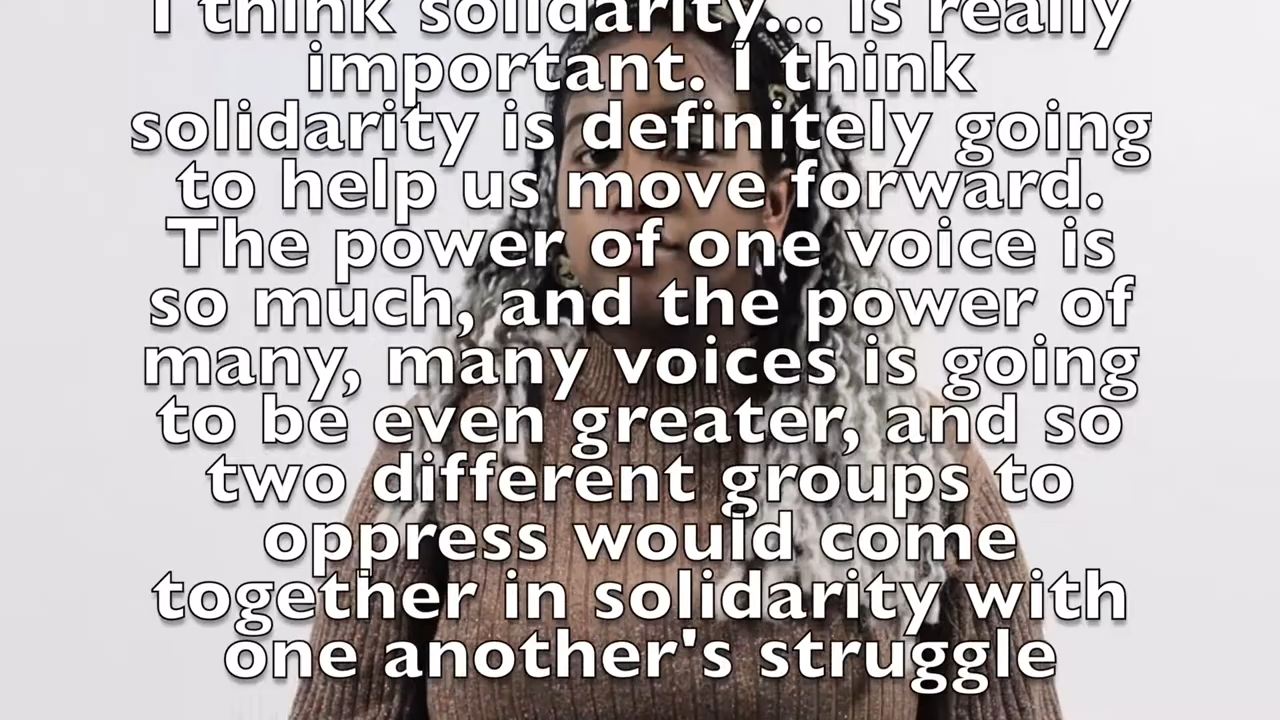 I think solidarity... is really
important. I think
solidarity is definitely going
to help us move forward.
The power of one voice is
so much, and the power of
many, many voices is going
to be even greater, and so
two different groups to
oppress would come
together in solidarity with
one another's struggle